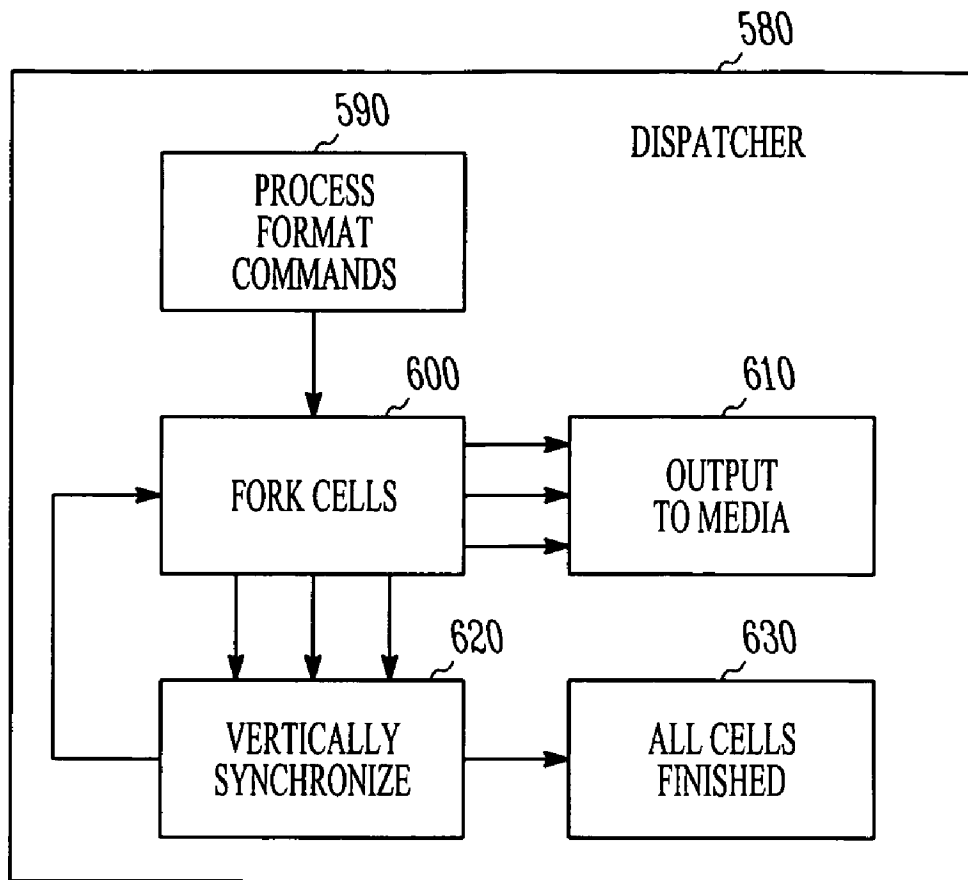 580
DISPATCHER
590
PROCESS
FORMAT
COMMANDS
600
FORK CELLS
610
OUTPUT
TO MEDIA
620
VERTICALLY
SYNCHRONIZE
630
ALL CELLS
FINISHED